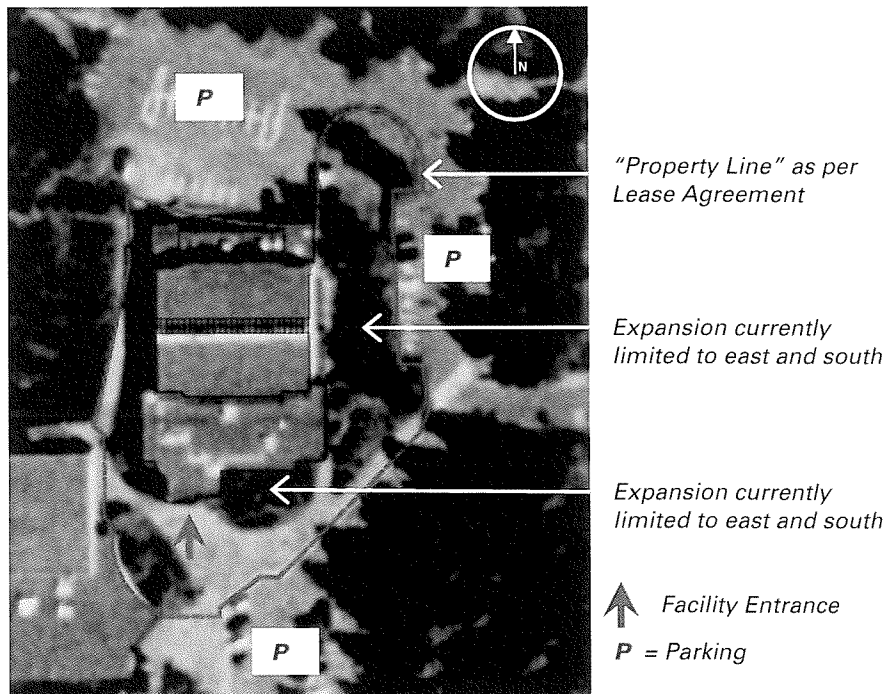 P
N
"Property Line" as per
Lease Agreement
P
Expansion currently
limited to east and south
Expansion currently
limited to east and south
Facility Entrance
P
P = Parking